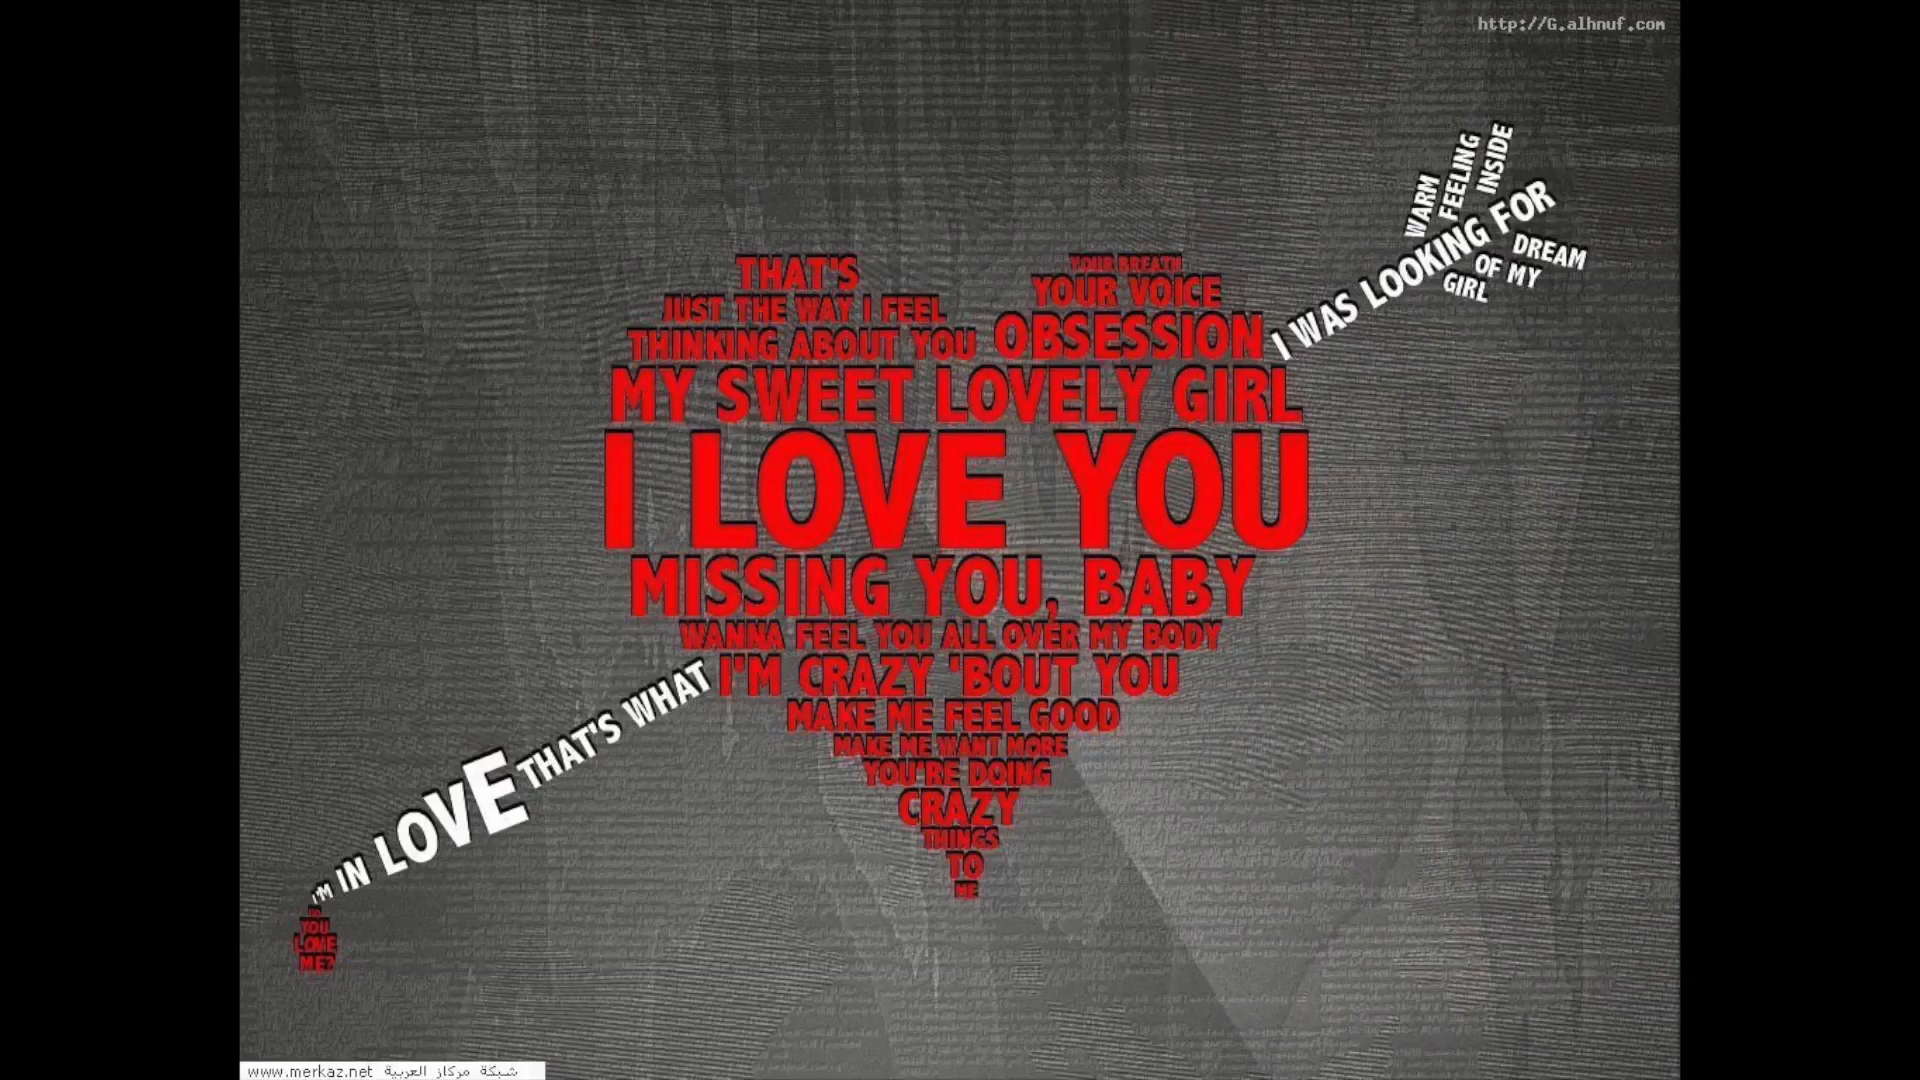 http://G.alhnuf.com
WARM
FEELING
INSIDE
I WAS LOOKING FOR
DREAM
OF MY
GIRL
THAT'S
JUST THE WAY I FEEL
THINKING ABOUT YOU
YOUR BREATH
YOUR VOICE
OBSESSION
MY SWEET LOVELY GIRL
I LOVE YOU
MISSING YOU, BABY
WANNA FEEL YOU ALL OVER MY BODY
I'M CRAZY 'BOUT YOU
MAKE ME FEEL GOOD
MAKE ME WANT MORE
YOU'RE DOING
CRAZY
THINGS
TO
ME
I'M IN LOVE THAT'S WHAT
DO
YOU
LOVE
ME?
www.merkaz.net شبكة مركاز العربية